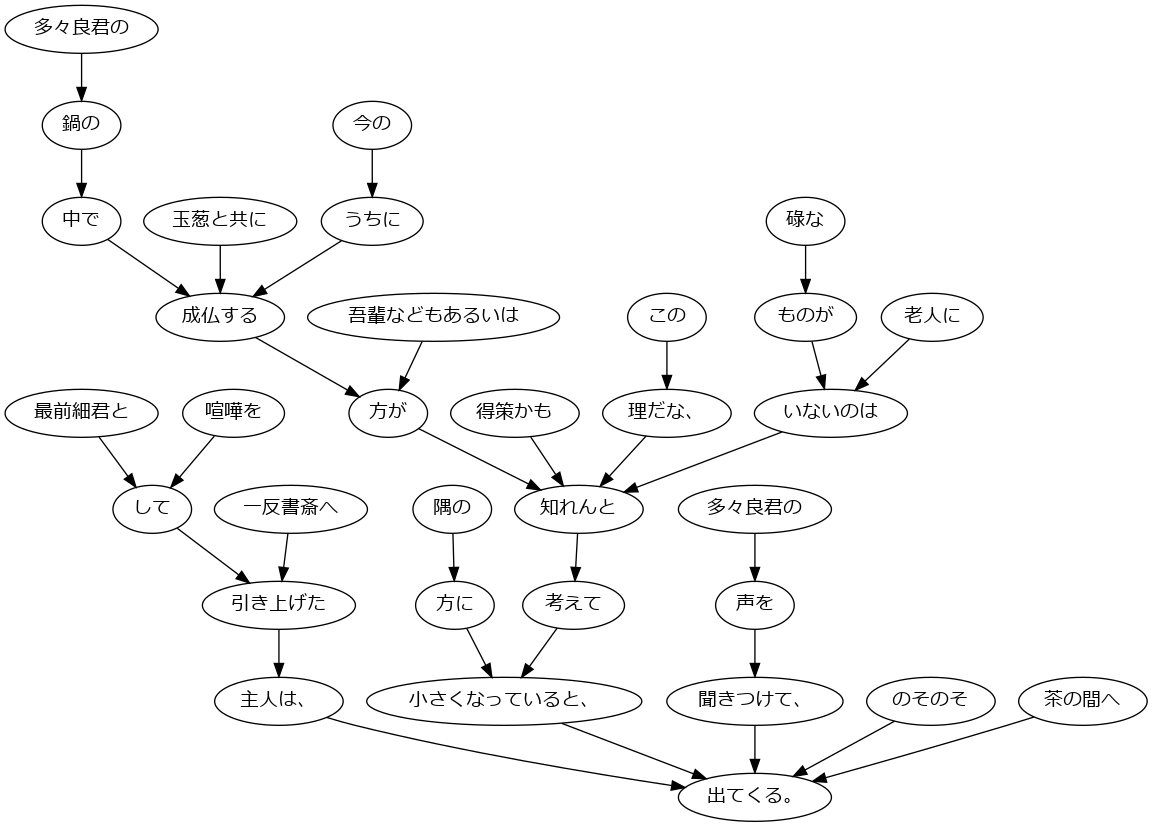 多々良君の
鍋の
今の
中で
玉葱と共に
うちに
碌な
成仏する
吾輩などもあるいは
この
ものが
老人に
最前細君と
喧嘩を
方が
得策かも
理だな、
いないのは
して
一反書斎へ
隅の
知れんと
多々良君の
引き上げた
方に
考えて
声を
主人は、
小さくなっていると、
聞きつけて、
のそのそ
茶の間へ
出てくる。